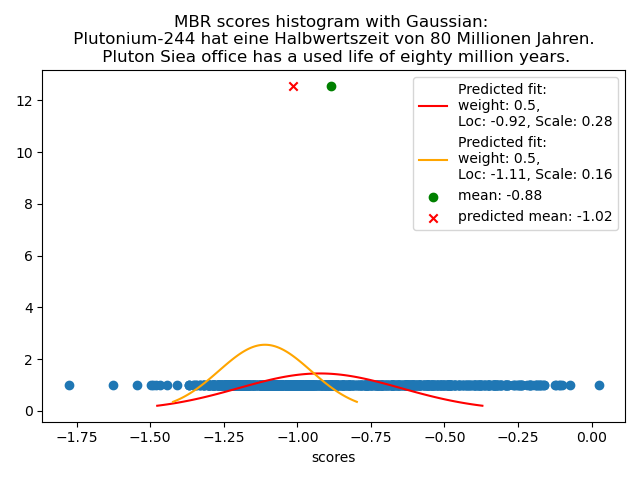 MBR scores histogram with Gaussian:
Plutonium-244 hat eine Halbwertszeit von 80 Millionen Jahren.
Pluton Siea office has a used life of eighty million years.
12
10
8
6
4
2
0
Predicted fit:
weight: 0.5,
Loc: -0.92, Scale: 0.28
Predicted fit:
weight: 0.5,
Loc: -1.11, Scale: 0.16
mean: -0.88
predicted mean: -1.02
−1.75 −1.50 −1.25 −1.00 −0.75 −0.50 −0.25 0.00
scores